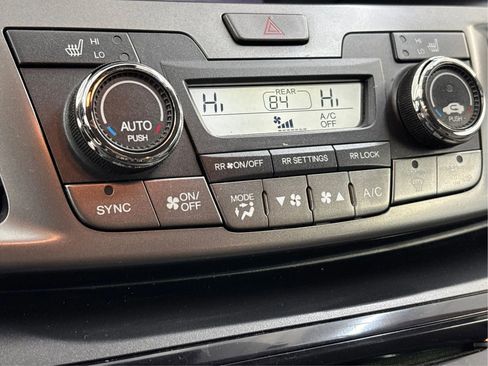 HI
LO
HI
LO
AUTO
PUSH
REAR
Hi 84 Hi
A/C
OFF
PUSH
RR ON/OFF
RR SETTINGS
RR LOCK
SYNC
ON/
OFF
MODE
A/C